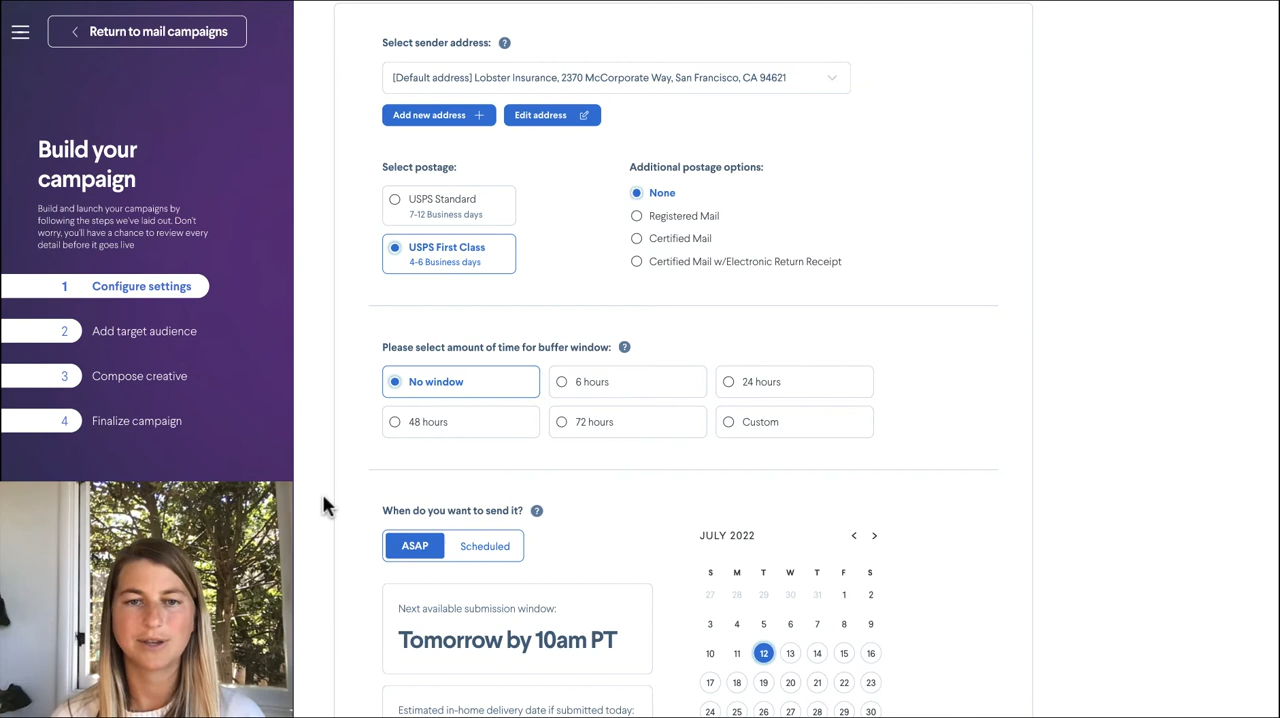 Return to mail campaigns
Build your
campaign
Build and launch your campaigns by
following the steps we've laid out. Don't
worry, you'll have a chance to review every
detail before it goes live
1 Configure settings
2 Add target audience
3 Compose creative
4 Finalize campaign
Select sender address: ?
[Default address] Lobster Insurance, 2370 McCorporate Way, San Francisco, CA 94621
Add new address +
Edit address
Select postage:
USPS Standard
7-12 Business days
USPS First Class
4-6 Business days
Additional postage options:
None
Registered Mail
Certified Mail
Certified Mail w/Electronic Return Receipt
Please select amount of time for buffer window: ?
No window
6 hours
24 hours
48 hours
72 hours
Custom
When do you want to send it? ?
ASAP Scheduled
Next available submission window:
Tomorrow by 10am PT
Estimated in-home delivery date if submitted today:
JULY 2022 < >
S M T W T F S
27 28 29 30 31 1 2
3 4 5 6 7 8 9
10 11 12 13 14 15 16
17 18 19 20 21 22 23
24 25 26 27 28 29 30